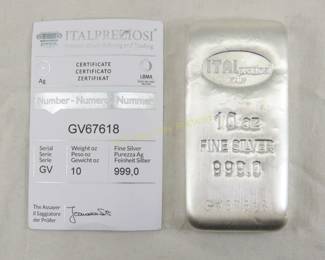 ITALPREZIOSI
CERTIFICATE
CERTIFICATO
ZERTIFIKAT
Ag
LBMA
Number - Numero - Nummer
GV67618
Serial
Serie
Serie
GV
Weight oz
Peso oz
Gewicht oz
10
Fine Silver
Purezza Ag
Feinheit Silber
999,0
The Assayer
Il Saggiatore
der Prüfer
ITALpreziosi
10 oz
FINE SILVER
999.0